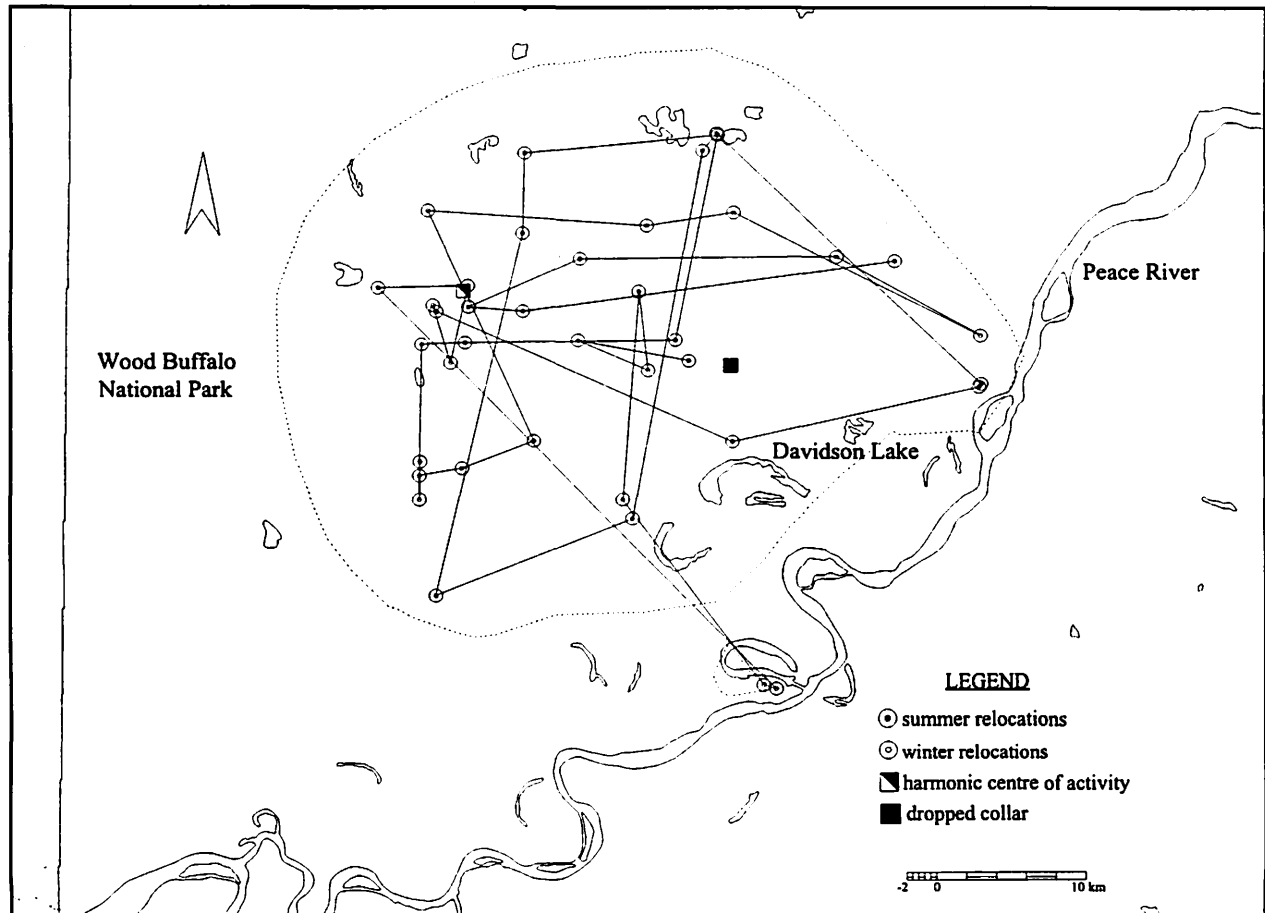 Peace River
Wood Buffalo
National Park
Davidson Lake
LEGEND
summer relocations
winter relocations
harmonic centre of activity
dropped collar
-2 0 10 km